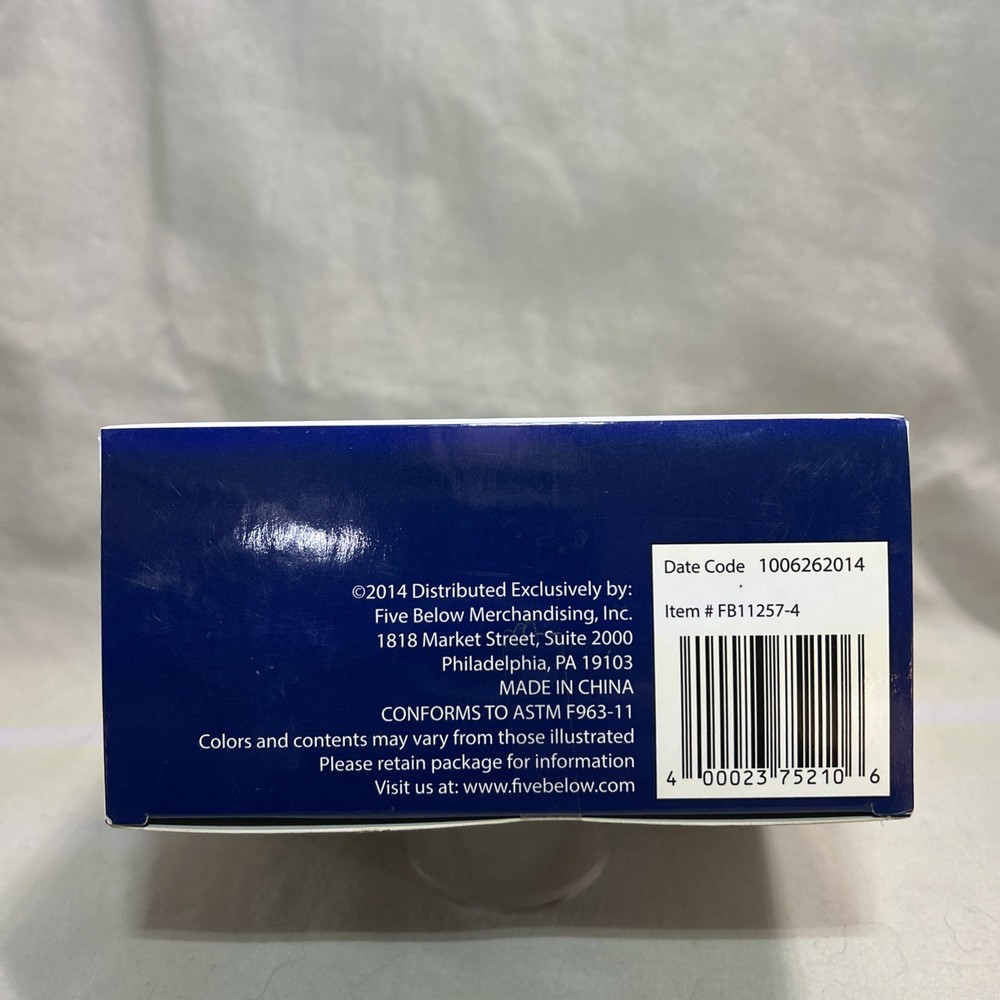 ©2014 Distributed Exclusively by:
Five Below Merchandising, Inc.
1818 Market Street, Suite 2000
Philadelphia, PA 19103
MADE IN CHINA
CONFORMS TO ASTM F963-11
Colors and contents may vary from those illustrated
Please retain package for information
Visit us at: www.fivebelow.com
Date Code 1006262014
Item # FB11257-4
4 00023 75210 6